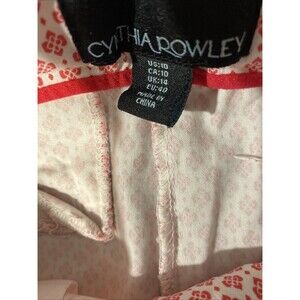 CYNTHIA ROWLEY
US:10
CA:10
UK:14
EU:40
MADE IN
CHINA